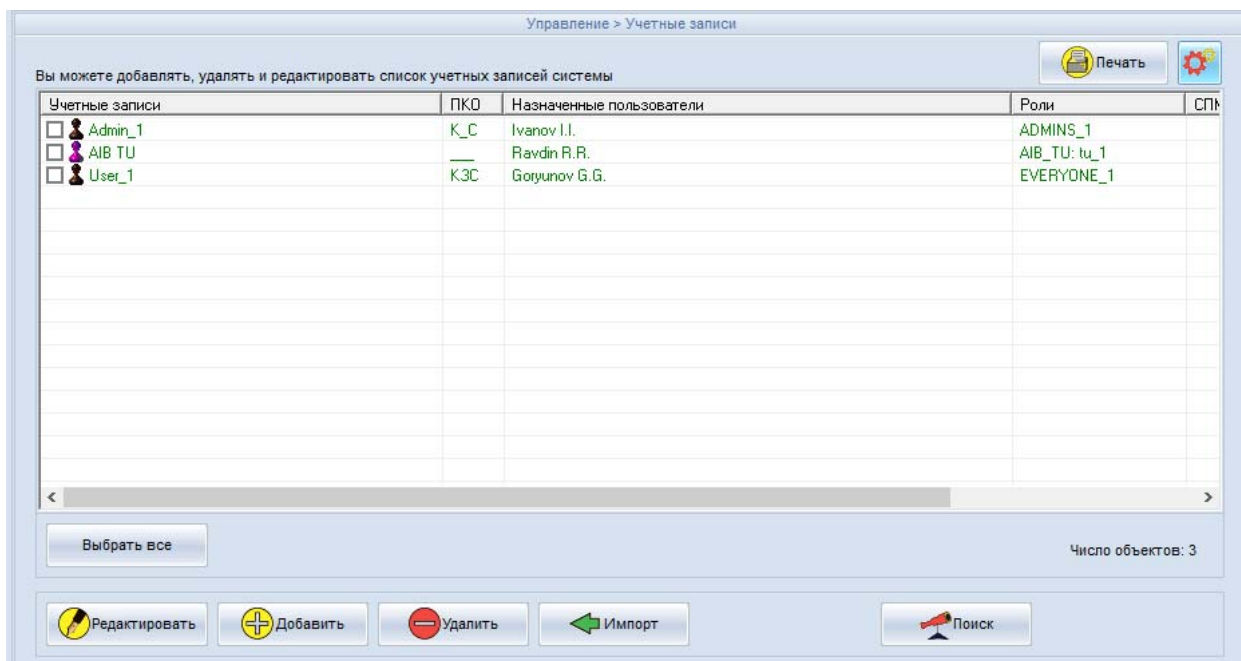 Управление > Учетные записи
Печать
Вы можете добавлять, удалять и редактировать список учетных записей системы
Учетные записи ПКО Назначенные пользователи Роли СПМ
Admin_1 K_C Ivanov I.I. ADMINS_1
AIB TU ___ Ravdin R.R. AIB_TU: tu_1
User_1 КЗС Goryunov G.G. EVERYONE_1
Выбрать все
Число объектов: 3
Редактировать Добавить Удалить Импорт Поиск